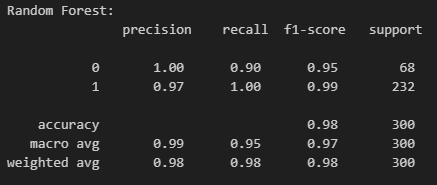 Random Forest:
precision recall f1-score support
0 1.00 0.90 0.95 68
1 0.97 1.00 0.99 232
accuracy 0.98 300
macro avg 0.99 0.95 0.97 300
weighted avg 0.98 0.98 0.98 300